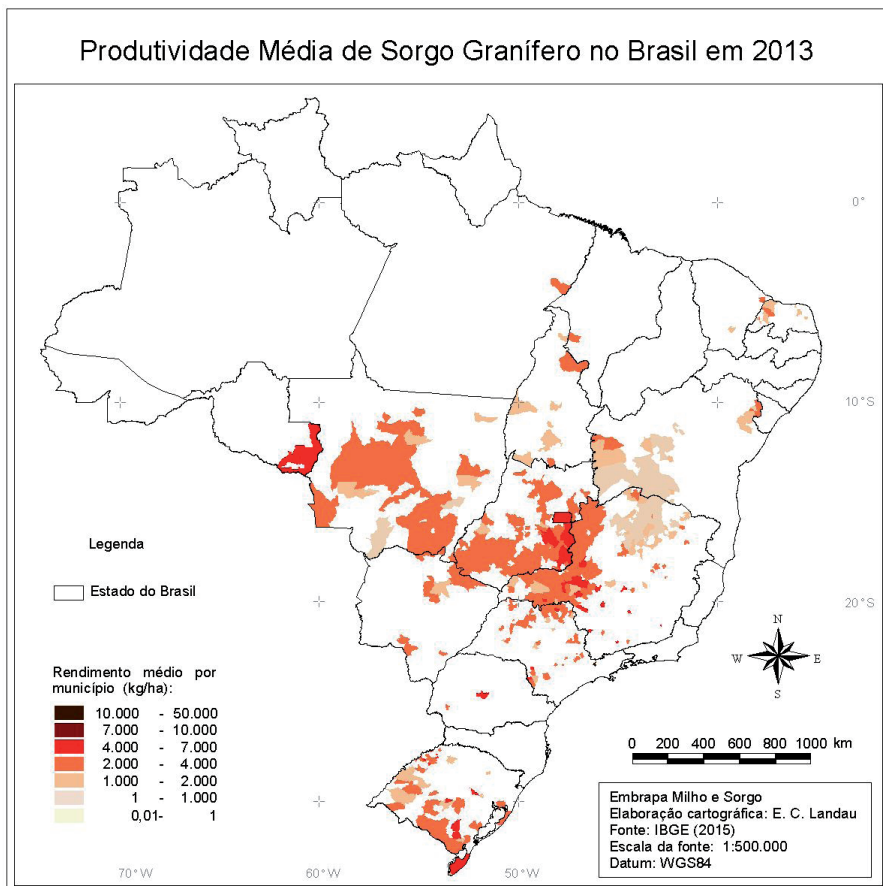 Produtividade Média de Sorgo Granífero no Brasil em 2013
0°
10°S
20°S
70°W
60°W
50°W
Legenda
Estado do Brasil
Rendimento médio por
município (kg/ha):
10.000 - 50.000
7.000 - 10.000
4.000 - 7.000
2.000 - 4.000
1.000 - 2.000
1 - 1.000
0,01- 1
N
W E
S
0 200 400 600 800 1000 km
Embrapa Milho e Sorgo
Elaboração cartográfica: E. C. Landau
Fonte: IBGE (2015)
Escala da fonte: 1:500.000
Datum: WGS84